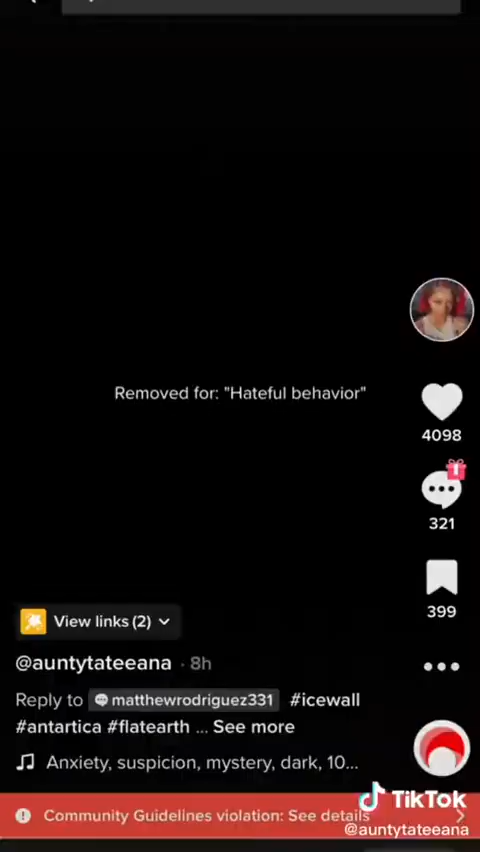 Removed for: "Hateful behavior"
4098
1
321
399
View links (2)
@auntytateeana · 8h
Reply to matthewrodriguez331 #icewall
#antartica #flatearth ... See more
Anxiety, suspicion, mystery, dark, 10...
Community Guidelines violation: See details
TikTok
@auntytateeana